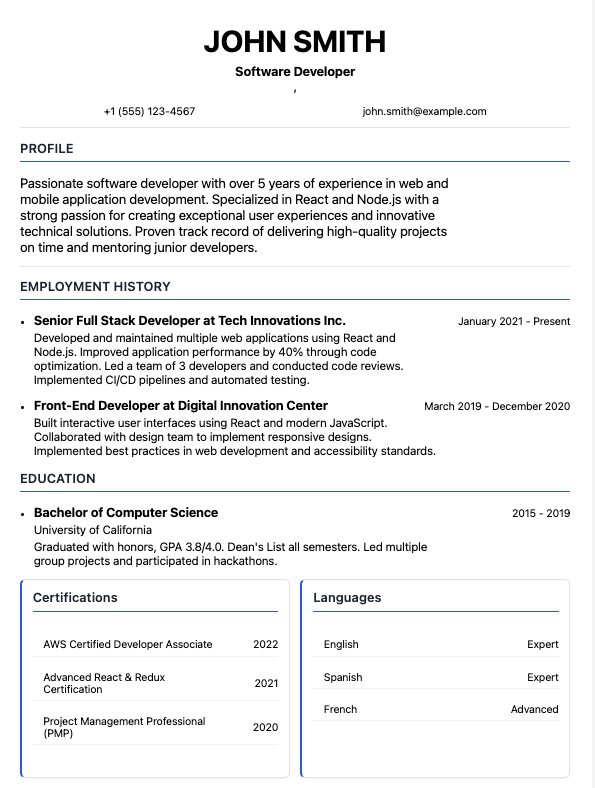 JOHN SMITH
Software Developer
,
+1 (555) 123-4567 john.smith@example.com
PROFILE
Passionate software developer with over 5 years of experience in web and
mobile application development. Specialized in React and Node.js with a
strong passion for creating exceptional user experiences and innovative
technical solutions. Proven track record of delivering high-quality projects
on time and mentoring junior developers.
EMPLOYMENT HISTORY
• Senior Full Stack Developer at Tech Innovations Inc. January 2021 - Present
Developed and maintained multiple web applications using React and
Node.js. Improved application performance by 40% through code
optimization. Led a team of 3 developers and conducted code reviews.
Implemented CI/CD pipelines and automated testing.
• Front-End Developer at Digital Innovation Center March 2019 - December 2020
Built interactive user interfaces using React and modern JavaScript.
Collaborated with design team to implement responsive designs.
Implemented best practices in web development and accessibility standards.
EDUCATION
• Bachelor of Computer Science 2015 - 2019
University of California
Graduated with honors, GPA 3.8/4.0. Dean's List all semesters. Led multiple
group projects and participated in hackathons.
Certifications
AWS Certified Developer Associate 2022
Advanced React & Redux
Certification 2021
Project Management Professional
(PMP) 2020
Languages
English Expert
Spanish Expert
French Advanced